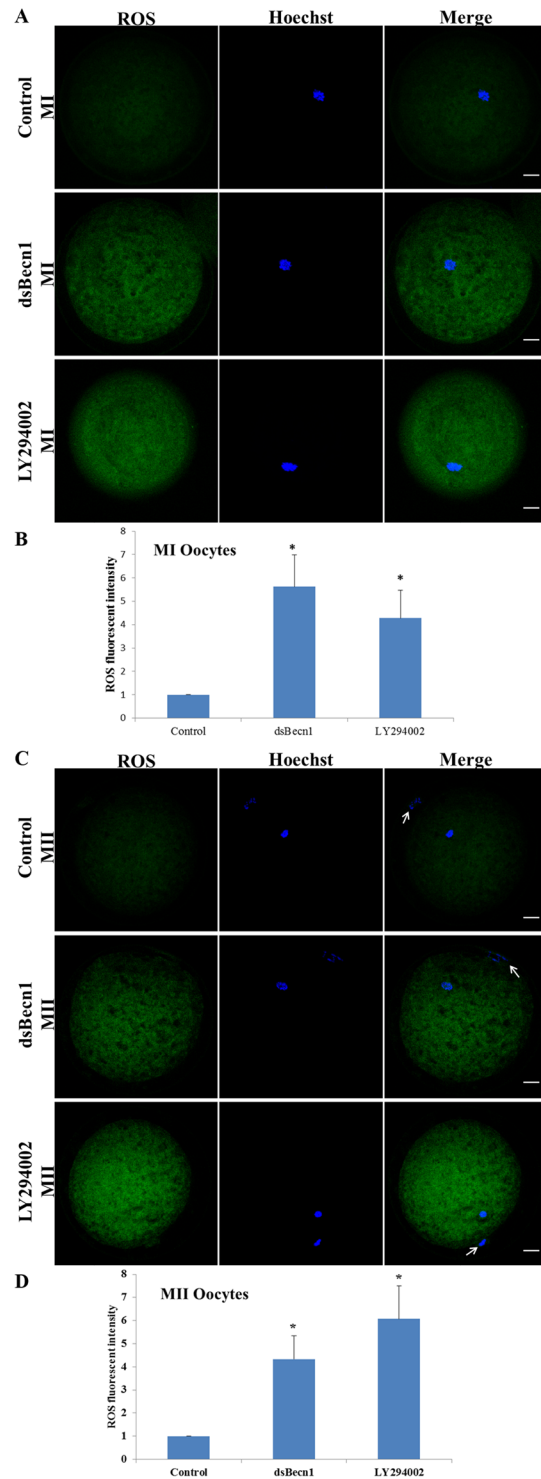 A
ROS Hoechst Merge
Control
MI
dsBecn1
MI
LY294002
MI
B
MI Oocytes
ROS fluorescent intensity
8
7
6
5
4
3
2
1
0
* *
Control dsBecn1 LY294002
C
ROS Hoechst Merge
Control
MII
dsBecn1
MII
LY294002
MII
D
MII Oocytes
ROS fluorescent intensity
8
7
6
5
4
3
2
1
0
* *
Control dsBecn1 LY294002